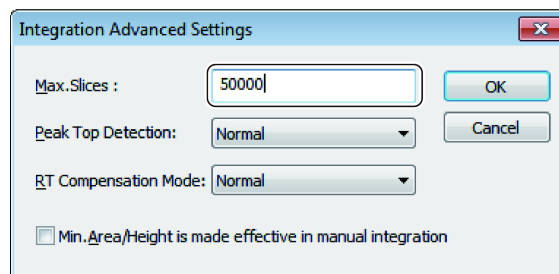 Integration Advanced Settings
Max.Slices : 50000 OK
Peak Top Detection: Normal Cancel
RT Compensation Mode: Normal
Min.Area/Height is made effective in manual integration